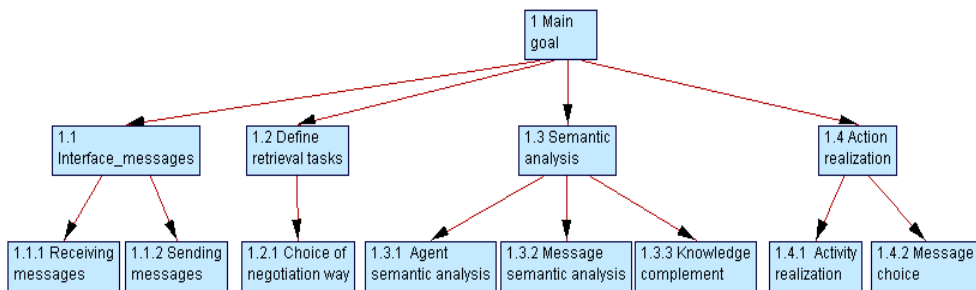 1 Main
goal
1.1
Interface_messages
1.2 Define
retrieval tasks
1.3 Semantic
analysis
1.4 Action
realization
1.1.1 Receiving
messages
1.1.2 Sending
messages
1.2.1 Choice of
negotiation way
1.3.1 Agent
semantic analysis
1.3.2 Message
semantic analysis
1.3.3 Knowledge
complement
1.4.1 Activity
realization
1.4.2 Message
choice